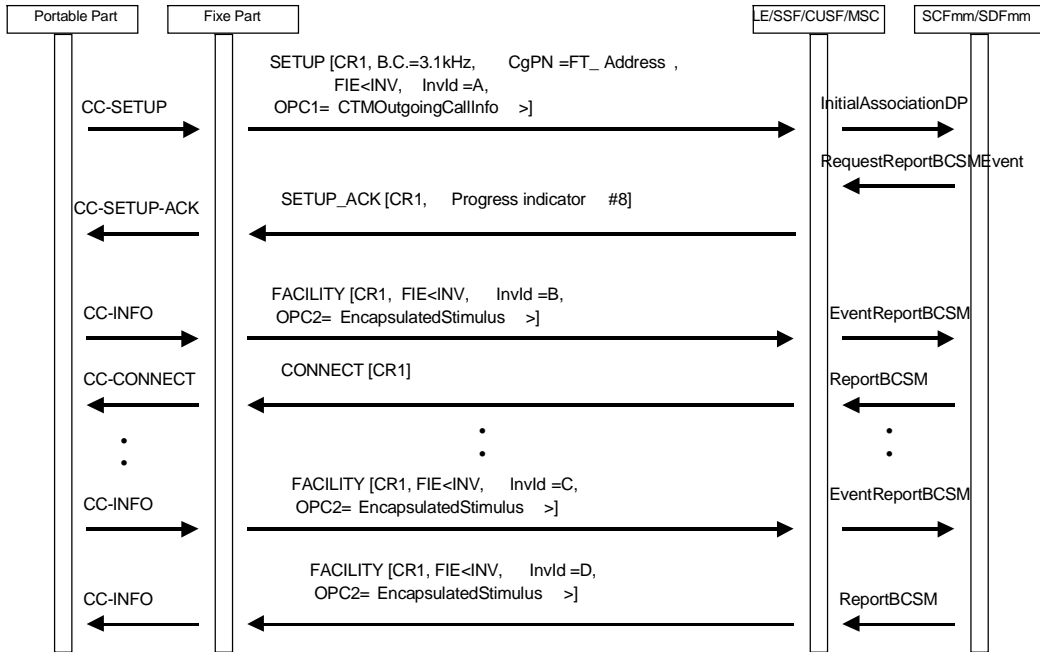 Portable Part
Fixe Part
LE/SSF/CUSF/MSC
SCFmm/SDFmm
SETUP [CR1, B.C.=3.1kHz, CgPN =FT_ Address ,
FIE<INV, InvId =A,
OPC1= CTMOutgoingCallInfo >]
CC-SETUP
InitialAssociationDP
RequestReportBCSMEvent
CC-SETUP-ACK
SETUP_ACK [CR1, Progress indicator #8]
FACILITY [CR1, FIE<INV, InvId =B,
OPC2= EncapsulatedStimulus >]
CC-INFO
EventReportBCSM
CC-CONNECT
CONNECT [CR1]
ReportBCSM
FACILITY [CR1, FIE<INV, InvId =C,
OPC2= EncapsulatedStimulus >]
CC-INFO
EventReportBCSM
FACILITY [CR1, FIE<INV, InvId =D,
OPC2= EncapsulatedStimulus >]
CC-INFO
ReportBCSM